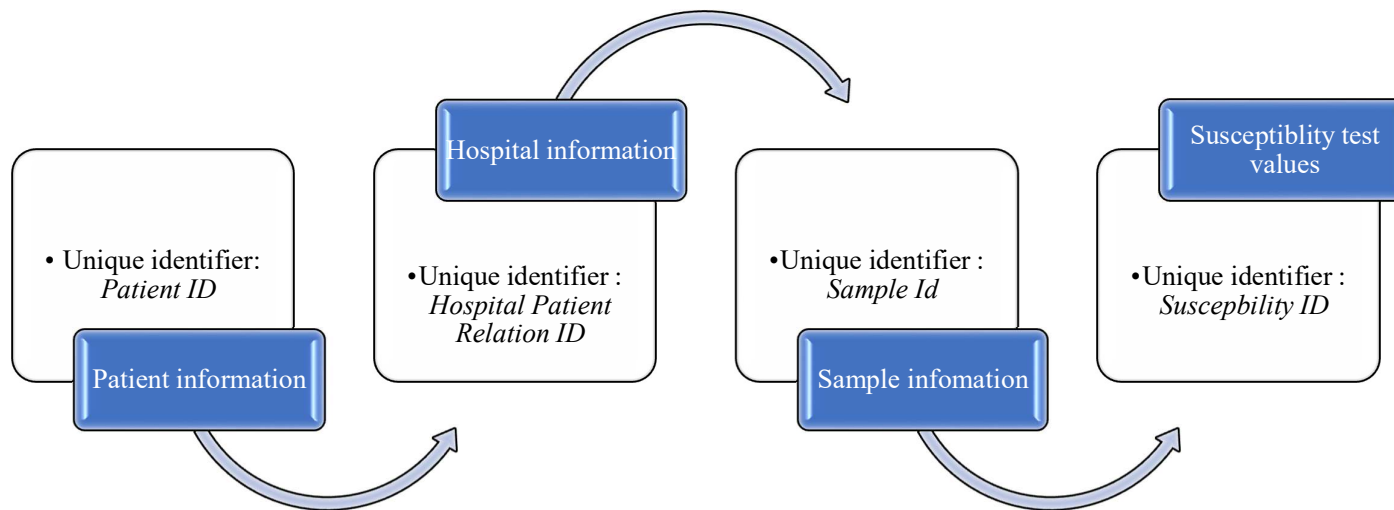 • Unique identifier:
Patient ID
Patient information
Hospital information
•Unique identifier :
Hospital Patient
Relation ID
•Unique identifier :
Sample Id
Sample infomation
Susceptiblity test
values
•Unique identifier :
Suscepbility ID